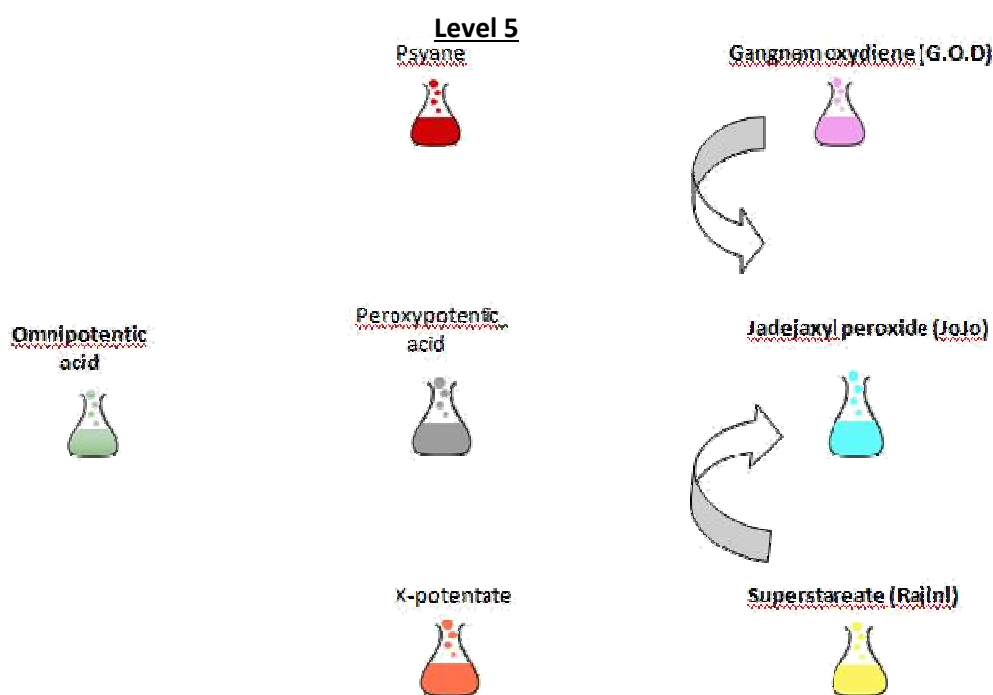 Level 5
Psyane
Gangnam oxydiene (G.O.D)
Omnipotentic
acid
Peroxypotentic
acid
Jadejaxyl peroxide (JoJo)
X-potentate
Superstareate (Rajini)